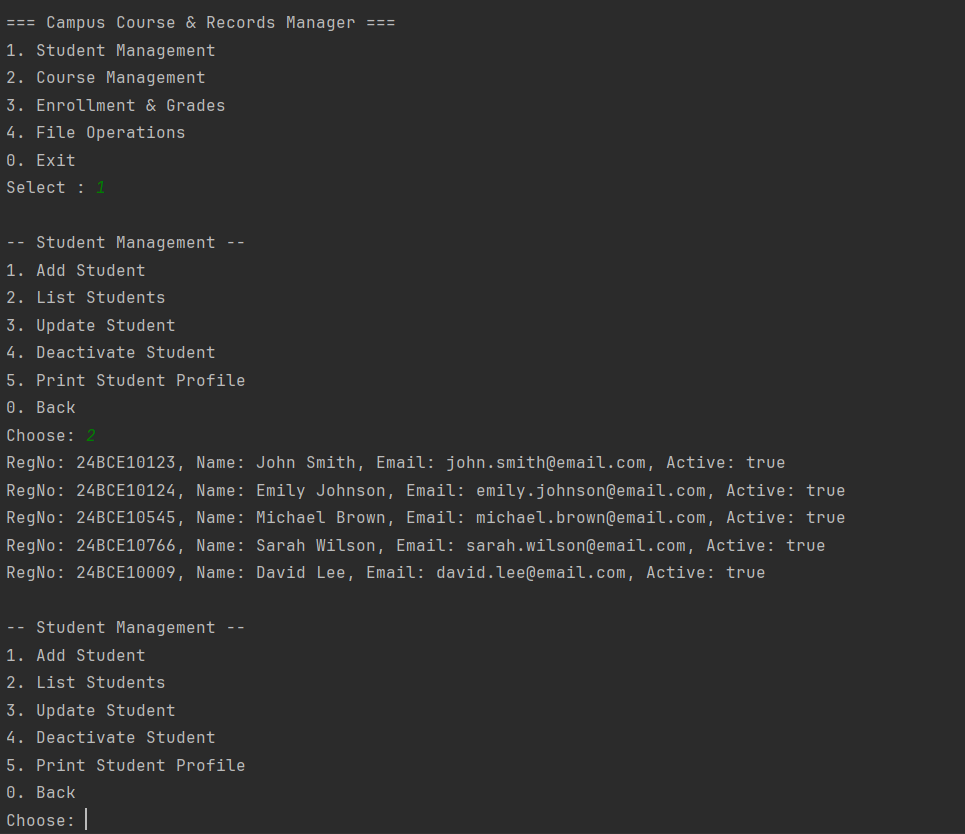 === Campus Course & Records Manager ===
1. Student Management
2. Course Management
3. Enrollment & Grades
4. File Operations
0. Exit
Select : 1
-- Student Management --
1. Add Student
2. List Students
3. Update Student
4. Deactivate Student
5. Print Student Profile
0. Back
Choose: 2
RegNo: 24BCE10123, Name: John Smith, Email: john.smith@email.com, Active: true
RegNo: 24BCE10124, Name: Emily Johnson, Email: emily.johnson@email.com, Active: true
RegNo: 24BCE10545, Name: Michael Brown, Email: michael.brown@email.com, Active: true
RegNo: 24BCE10766, Name: Sarah Wilson, Email: sarah.wilson@email.com, Active: true
RegNo: 24BCE10009, Name: David Lee, Email: david.lee@email.com, Active: true
-- Student Management --
1. Add Student
2. List Students
3. Update Student
4. Deactivate Student
5. Print Student Profile
0. Back
Choose: